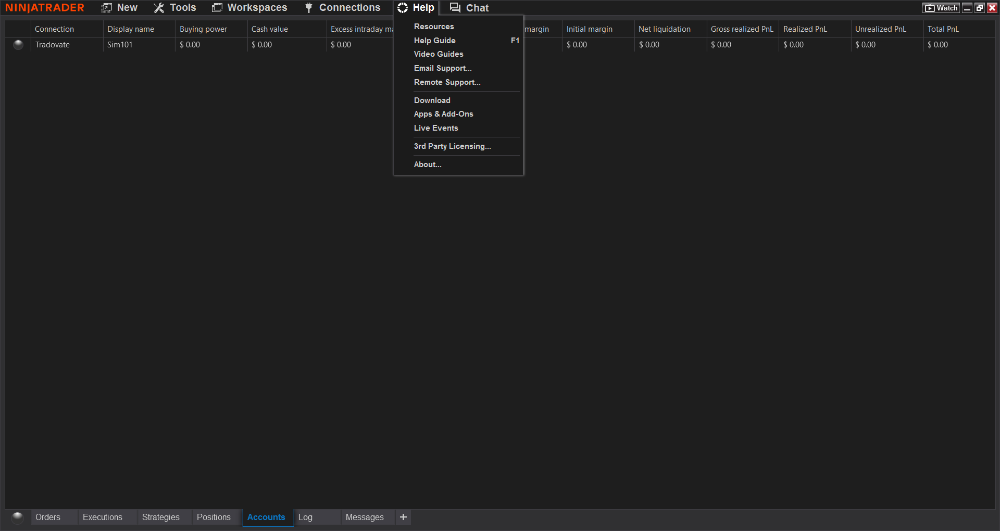 NINJATRADER New Tools Workspaces Connections Help Chat Watch
Connection Display name Buying power Cash value Excess intraday margin Initial margin Net liquidation Gross realized PnL Realized PnL Unrealized PnL Total PnL
Tradovate Sim101 $ 0.00 $ 0.00 $ 0.00 $ 0.00 $ 0.00 $ 0.00 $ 0.00 $ 0.00 $ 0.00
Resources
Help Guide F1
Video Guides
Email Support...
Remote Support...
Download
Apps & Add-Ons
Live Events
3rd Party Licensing...
About...
Orders Executions Strategies Positions Accounts Log Messages +